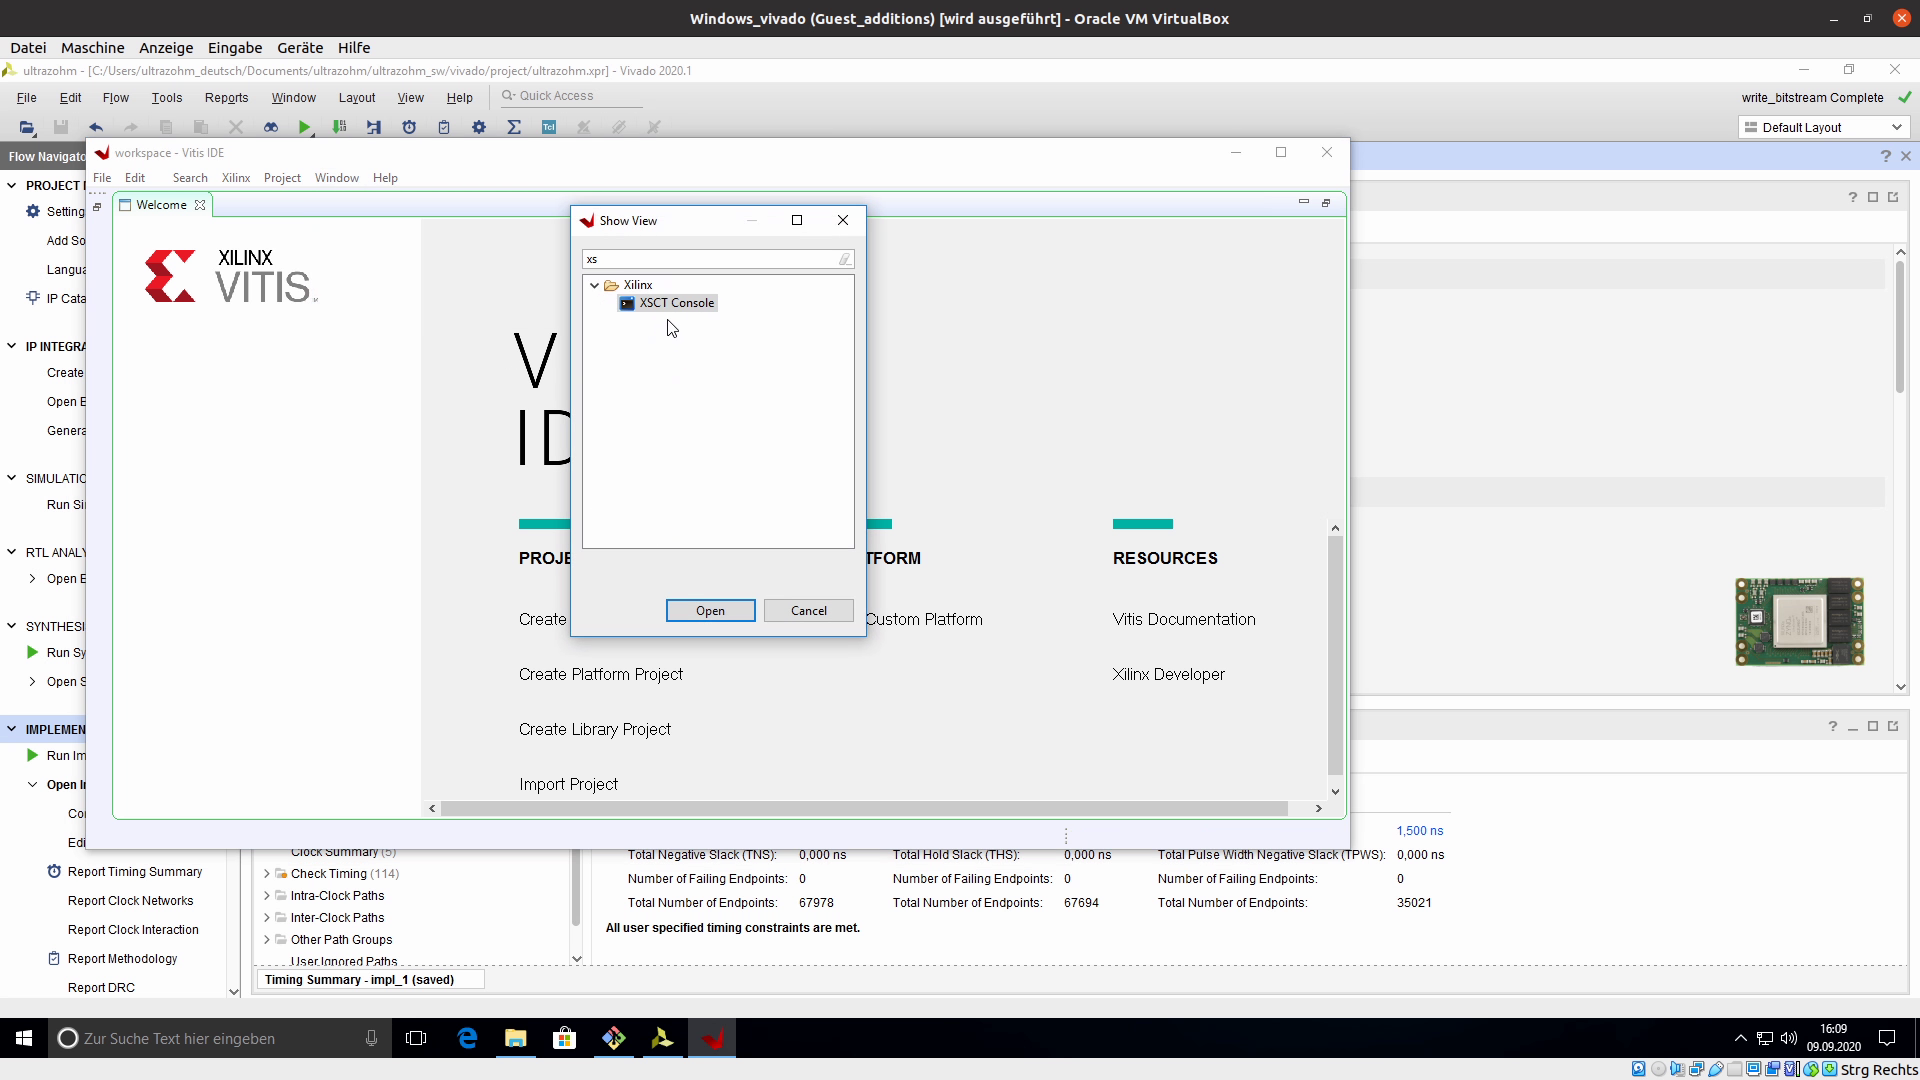 Windows_vivado (Guest_additions) [wird ausgeführt] - Oracle VM VirtualBox
Datei Maschine Anzeige Eingabe Geräte Hilfe
ultrazohm - [C:/Users/ultrazohm_deutsch/Documents/ultrazohm/ultrazohm_sw/vivado/project/ultrazohm.xpr] - Vivado 2020.1
File Edit Flow Tools Reports Window Layout View Help Quick Access
write_bitstream Complete
Tcl
Default Layout
Flow Navigato
workspace - Vitis IDE
File Edit Search Xilinx Project Window Help
Welcome
PROJECT
Setting
Add So
Langua
IP Cata
IP INTEGRA
Create
Open E
Genera
SIMULATIO
Run Si
RTL ANALY
Open E
SYNTHESI
Run Sy
Open S
IMPLEMEN
Run Im
Open I
Co
Edi
Report Timing Summary
Report Clock Networks
Report Clock Interaction
Report Methodology
Report DRC
XILINX
VITIS
V
ID
Show View
xs
Xilinx
XSCT Console
Open Cancel
PROJE
Create
Create Platform Project
Create Library Project
Import Project
TFORM
Custom Platform
RESOURCES
Vitis Documentation
Xilinx Developer
Clock Summary (5)
Check Timing (114)
Intra-Clock Paths
Inter-Clock Paths
Other Path Groups
User Ignored Paths
1,500 ns
Total Negative Slack (TNS): 0,000 ns Total Hold Slack (THS): 0,000 ns Total Pulse Width Negative Slack (TPWS): 0,000 ns
Number of Failing Endpoints: 0 Number of Failing Endpoints: 0 Number of Failing Endpoints: 0
Total Number of Endpoints: 67978 Total Number of Endpoints: 67694 Total Number of Endpoints: 35021
All user specified timing constraints are met.
Timing Summary - impl_1 (saved)
Zur Suche Text hier eingeben
16:09
09.09.2020
Strg Rechts